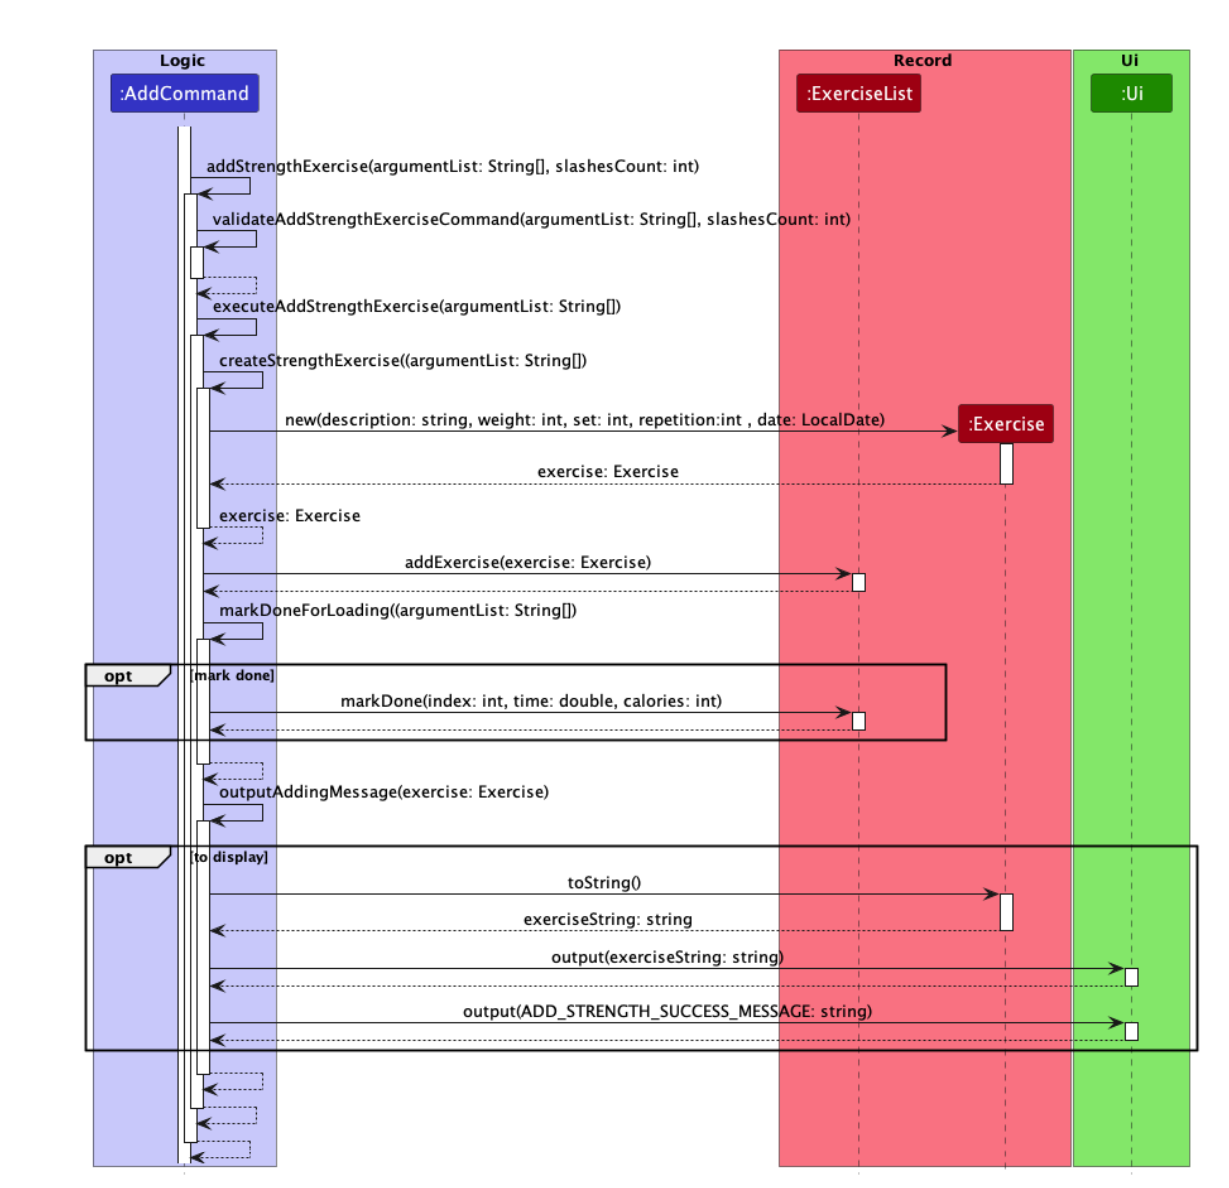 Logic
Record
Ui
:AddCommand
:ExerciseList
:Ui
addStrengthExercise(argumentList: String[], slashesCount: int)
validateAddStrengthExerciseCommand(argumentList: String[], slashesCount: int)
executeAddStrengthExercise(argumentList: String[])
createStrengthExercise((argumentList: String[])
new(description: string, weight: int, set: int, repetition:int , date: LocalDate)
:Exercise
exercise: Exercise
exercise: Exercise
addExercise(exercise: Exercise)
markDoneForLoading((argumentList: String[])
opt [mark done]
markDone(index: int, time: double, calories: int)
outputAddingMessage(exercise: Exercise)
opt [to display]
toString()
exerciseString: string
output(exerciseString: string)
output(ADD_STRENGTH_SUCCESS_MESSAGE: string)